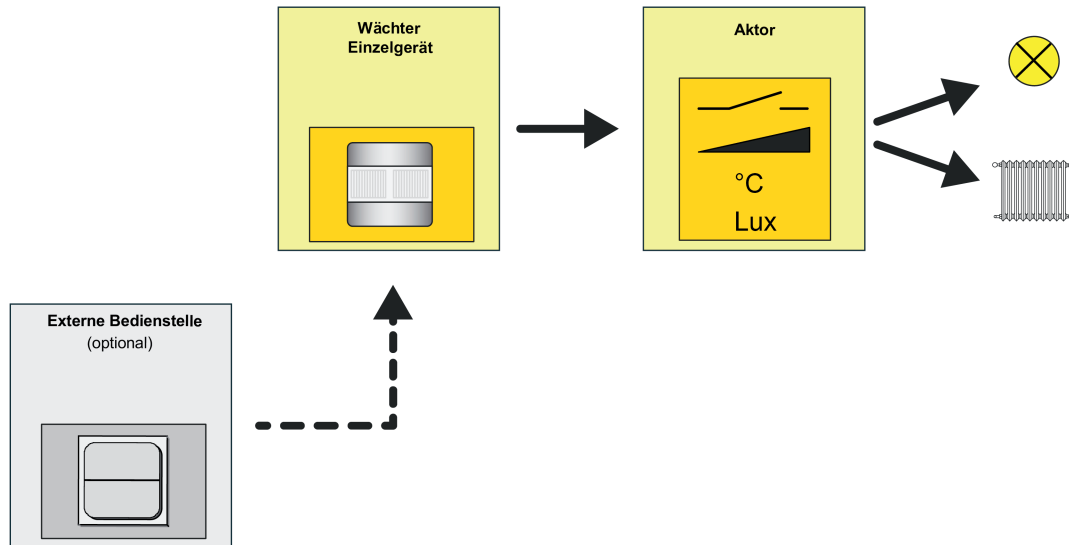 Wächter
Einzelgerät
Aktor
°C
Lux
Externe Bedienstelle
(optional)